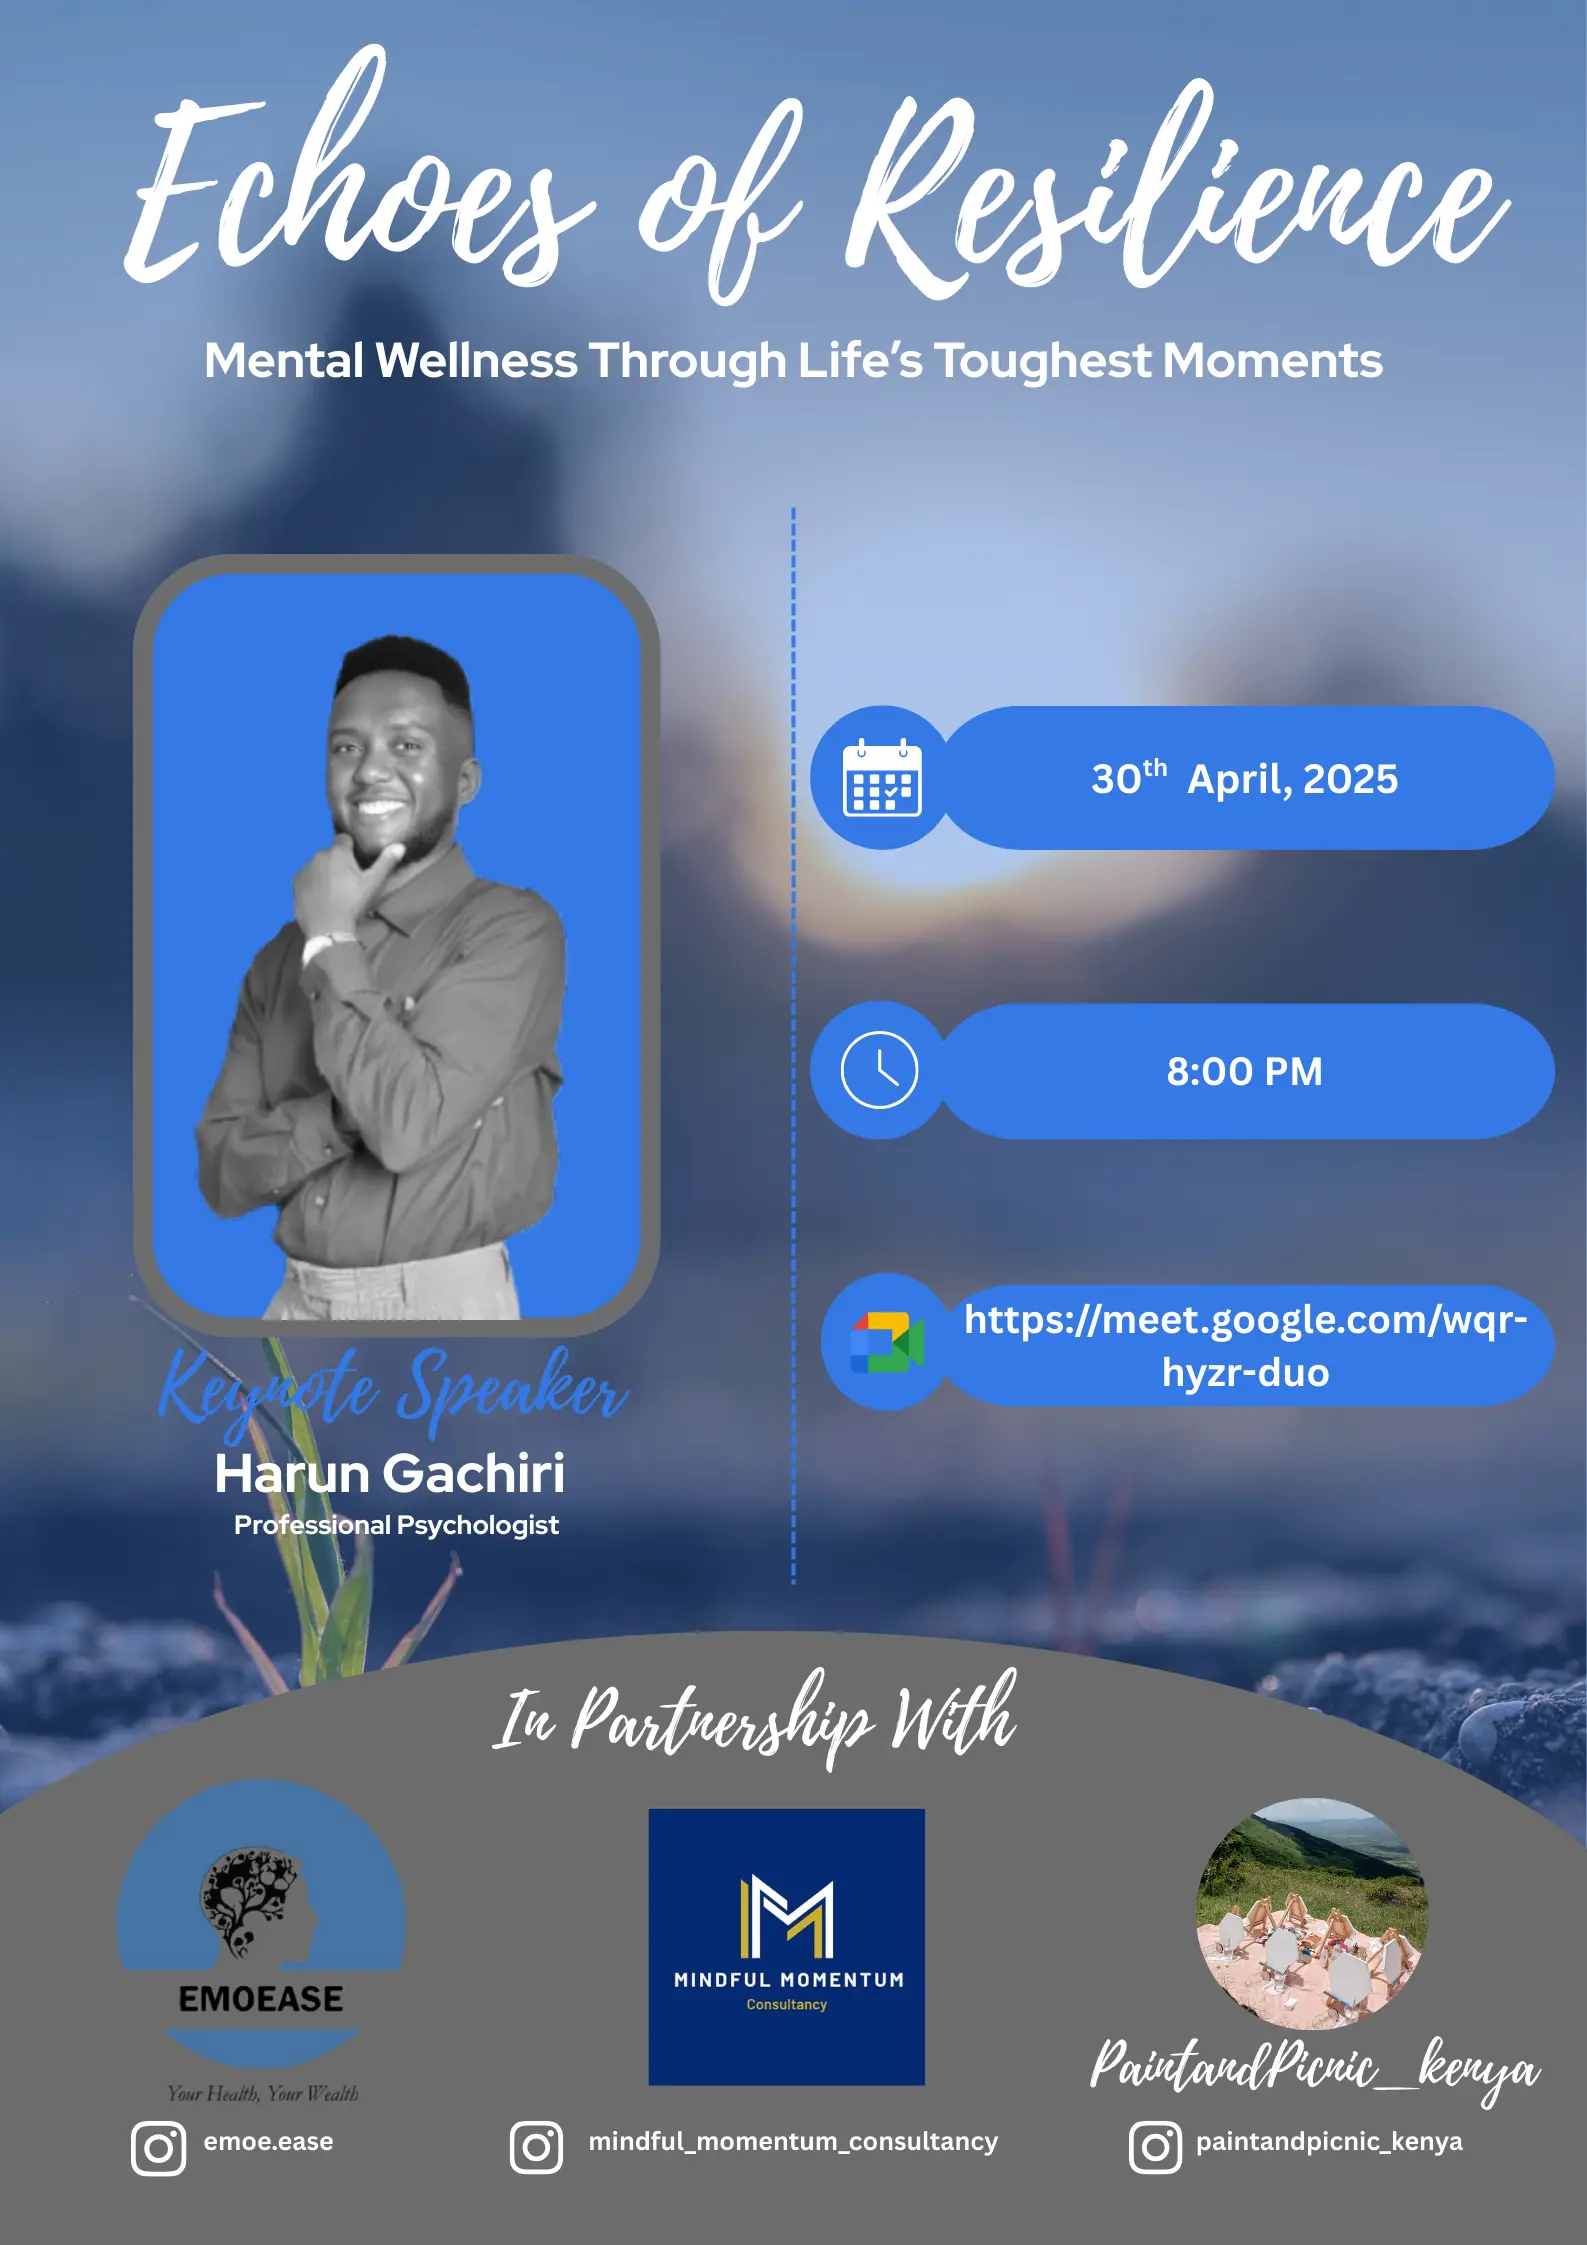 Echoes of Resilience
Mental Wellness Through Life’s Toughest Moments
30th April, 2025
8:00 PM
https://meet.google.com/wqr-
hyzr-duo
Keynote Speaker
Harun Gachiri
Professional Psychologist
In Partnership With
EMOEASE
Your Health, Your Wealth
emoe.ease
MINDFUL MOMENTUM
Consultancy
mindful_momentum_consultancy
PaintandPicnic_kenya
paintandpicnic_kenya